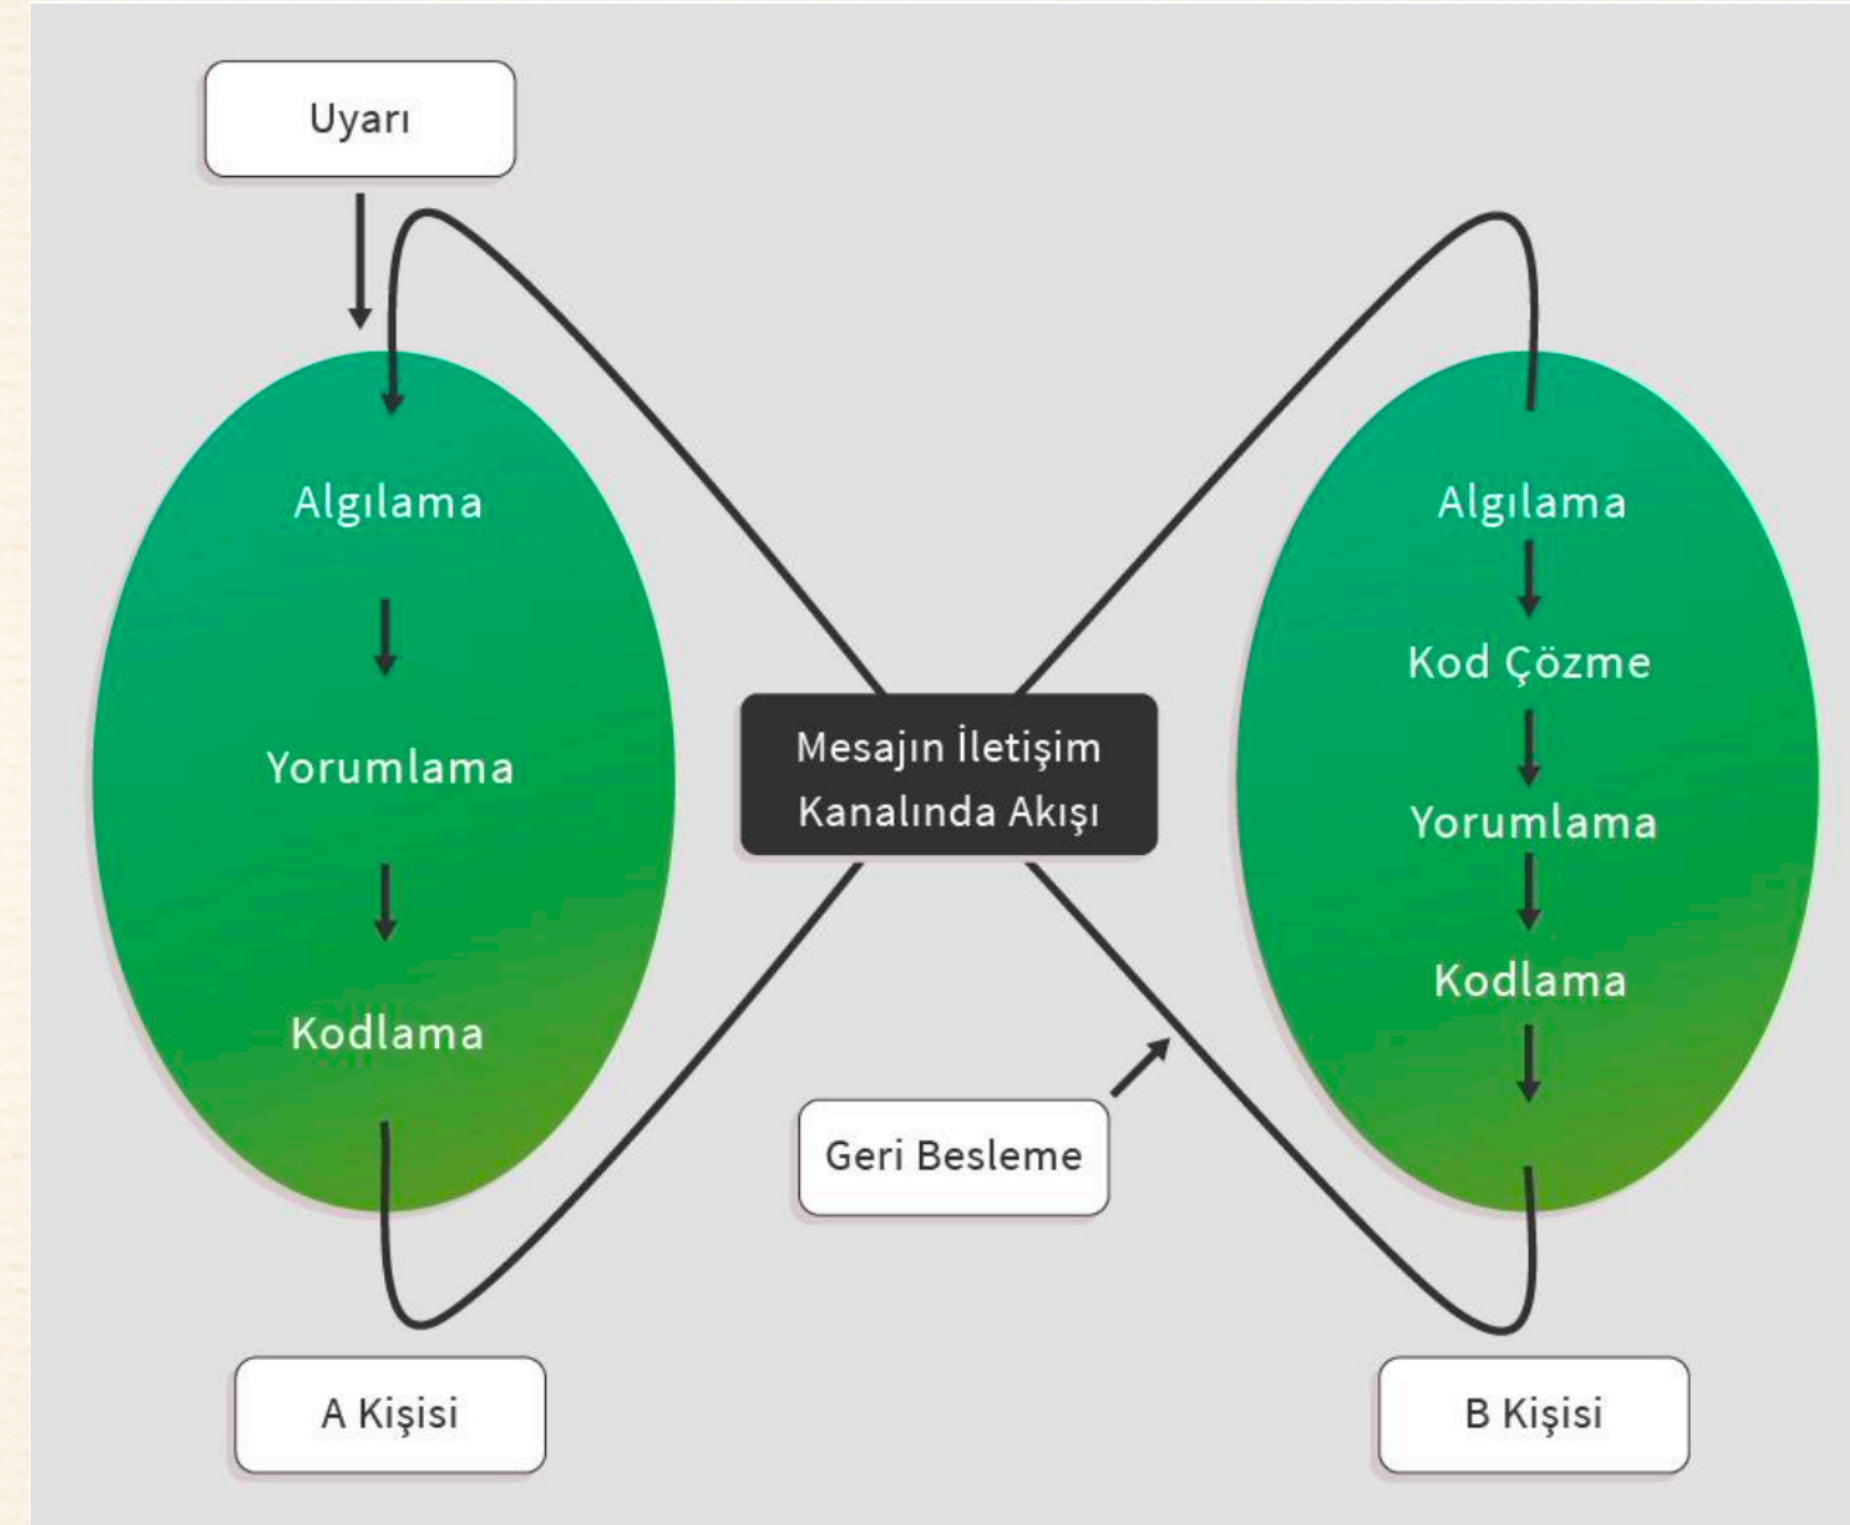 Uyarı
Algılama
Yorumlama
Kodlama
A Kişisi
Mesajın İletişim
Kanalında Akışı
Geri Besleme
Algılama
Kod Çözme
Yorumlama
Kodlama
B Kişisi